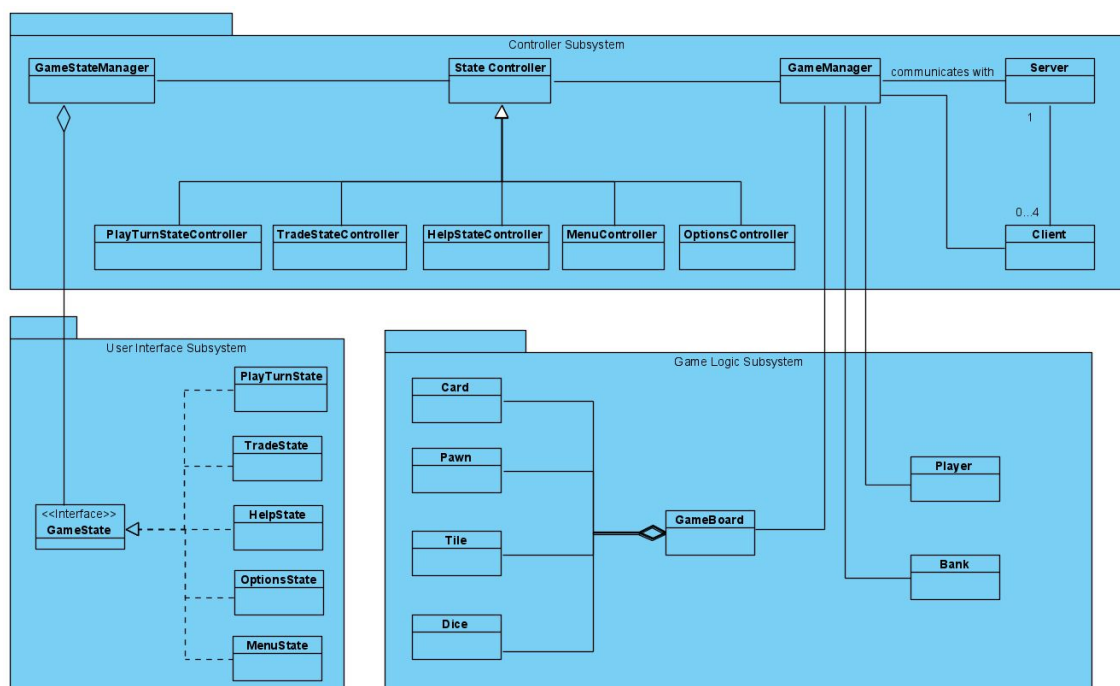 Controller Subsystem
GameStateManager
State Controller
GameManager
communicates with
Server
1
0...4
PlayTurnStateController
TradeStateController
HelpStateController
MenuController
OptionsController
Client
User Interface Subsystem
PlayTurnState
TradeState
<<Interface>>
GameState
HelpState
OptionsState
MenuState
Game Logic Subsystem
Card
Pawn
Player
GameBoard
Tile
Bank
Dice